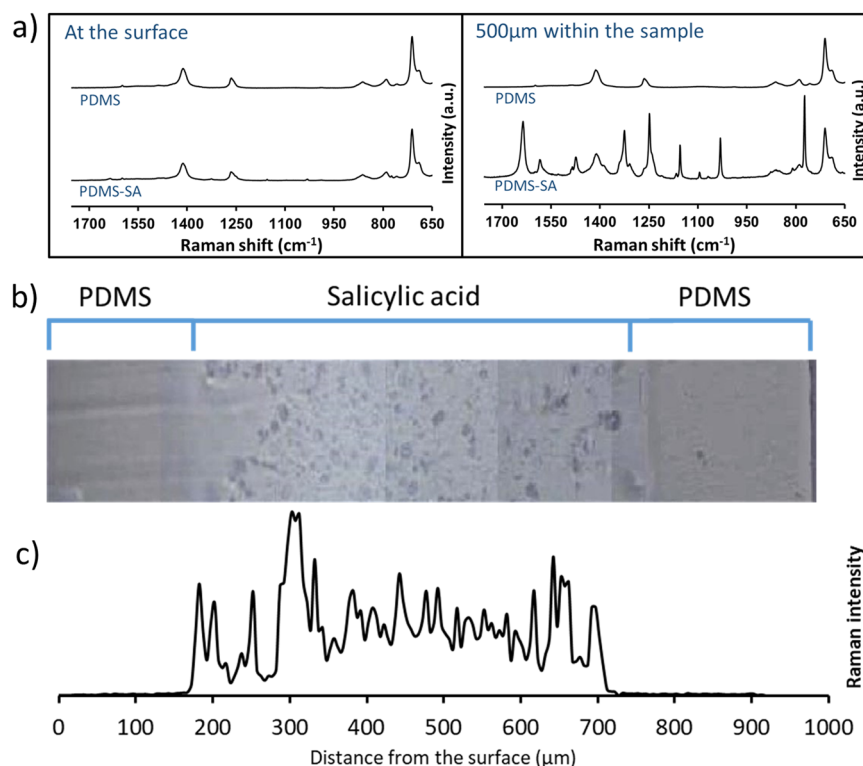 a)
At the surface
PDMS
PDMS-SA
Intensity (a.u.)
1700 1550 1400 1250 1100 950 800 650
Raman shift (cm-1)
500µm within the sample
PDMS
PDMS-SA
Intensity (a.u.)
1700 1550 1400 1250 1100 950 800 650
Raman shift (cm-1)
b)
PDMS Salicylic acid PDMS
c)
Raman intensity
0 100 200 300 400 500 600 700 800 900 1000
Distance from the surface (µm)